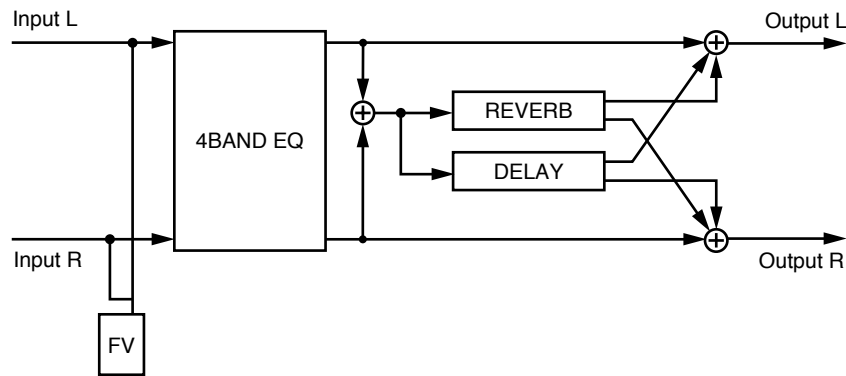 Input L
Output L
REVERB
4BAND EQ
DELAY
Input R
Output R
FV